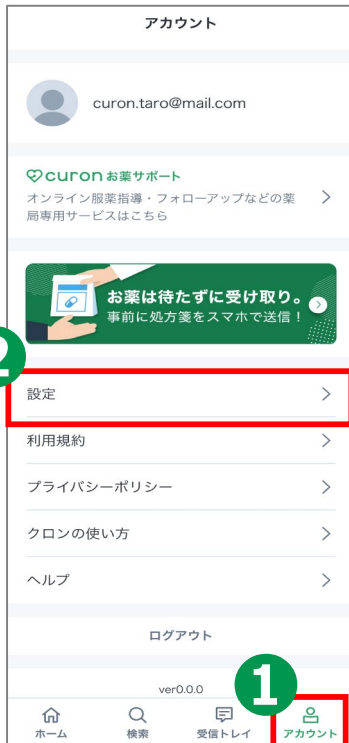 アカウント
curon.taro@mail.com
curon お薬サポート
オンライン服薬指導・フォローアップなどの薬
局専用サービスはこちら
お薬は待たずに受け取り。
事前に処方箋をスマホで送信！
2
設定
利用規約
プライバシーポリシー
クロンの使い方
ヘルプ
ログアウト
ver0.0.0
1
ホーム
検索
受信トレイ
アカウント